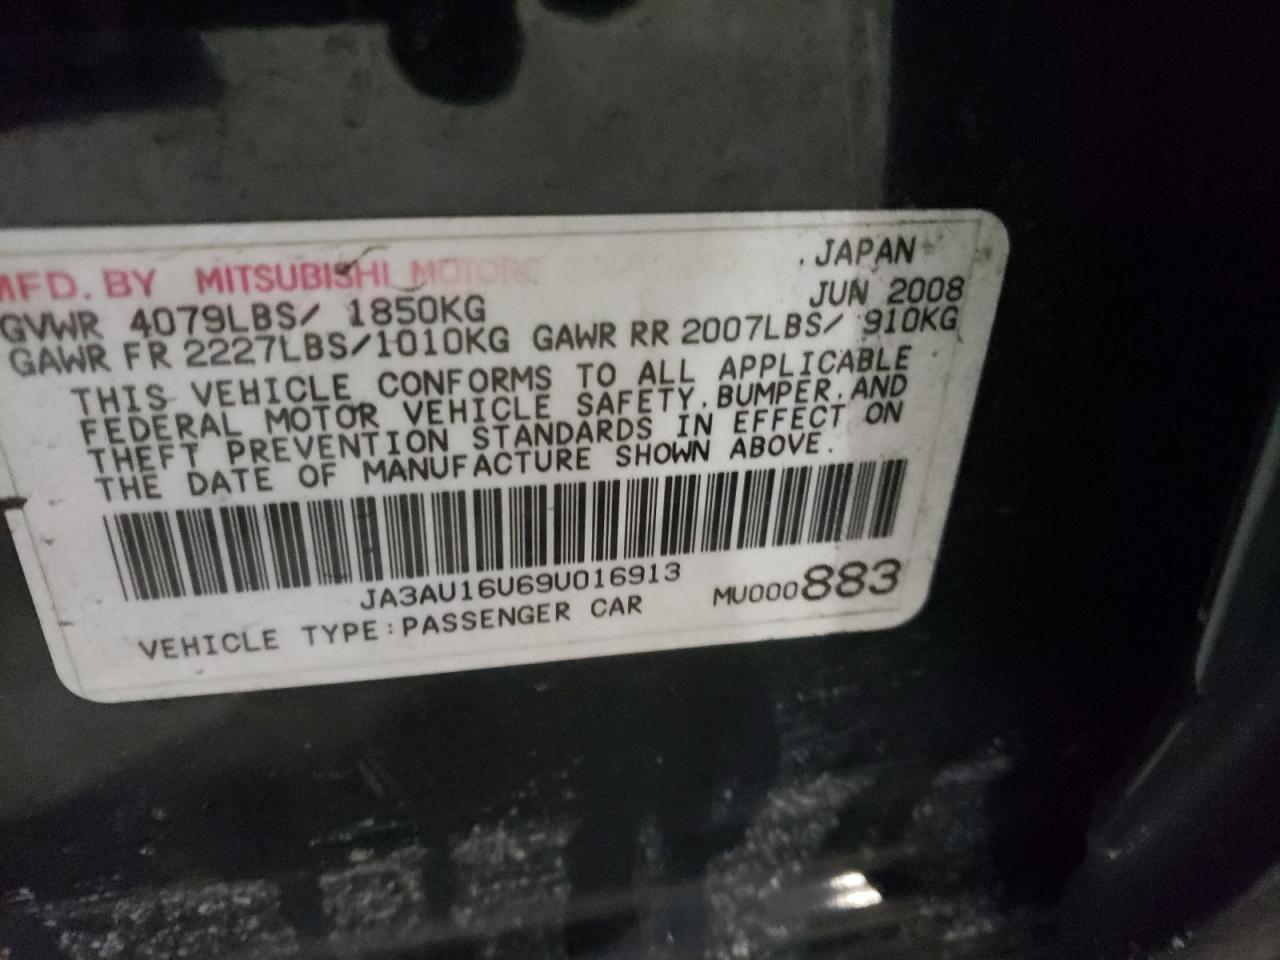 MFD. BY MITSUBISHI MOTORS
. JAPAN
JUN 2008
GVWR 4079LBS/ 1850KG
GAWR FR 2227LBS/1010KG GAWR RR 2007LBS/ 910KG
THIS VEHICLE CONFORMS TO ALL APPLICABLE
FEDERAL MOTOR VEHICLE SAFETY, BUMPER, AND
THEFT PREVENTION STANDARDS IN EFFECT ON
THE DATE OF MANUFACTURE SHOWN ABOVE.
JA3AU16U69U016913
VEHICLE TYPE:PASSENGER CAR
MU000883